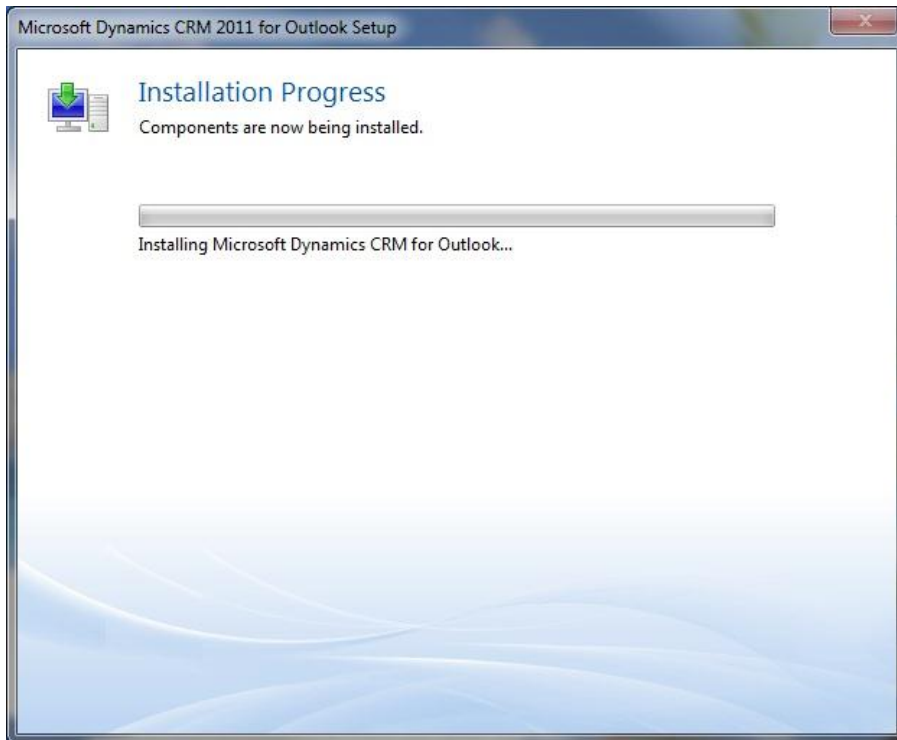 Microsoft Dynamics CRM 2011 for Outlook Setup
Installation Progress
Components are now being installed.
Installing Microsoft Dynamics CRM for Outlook...